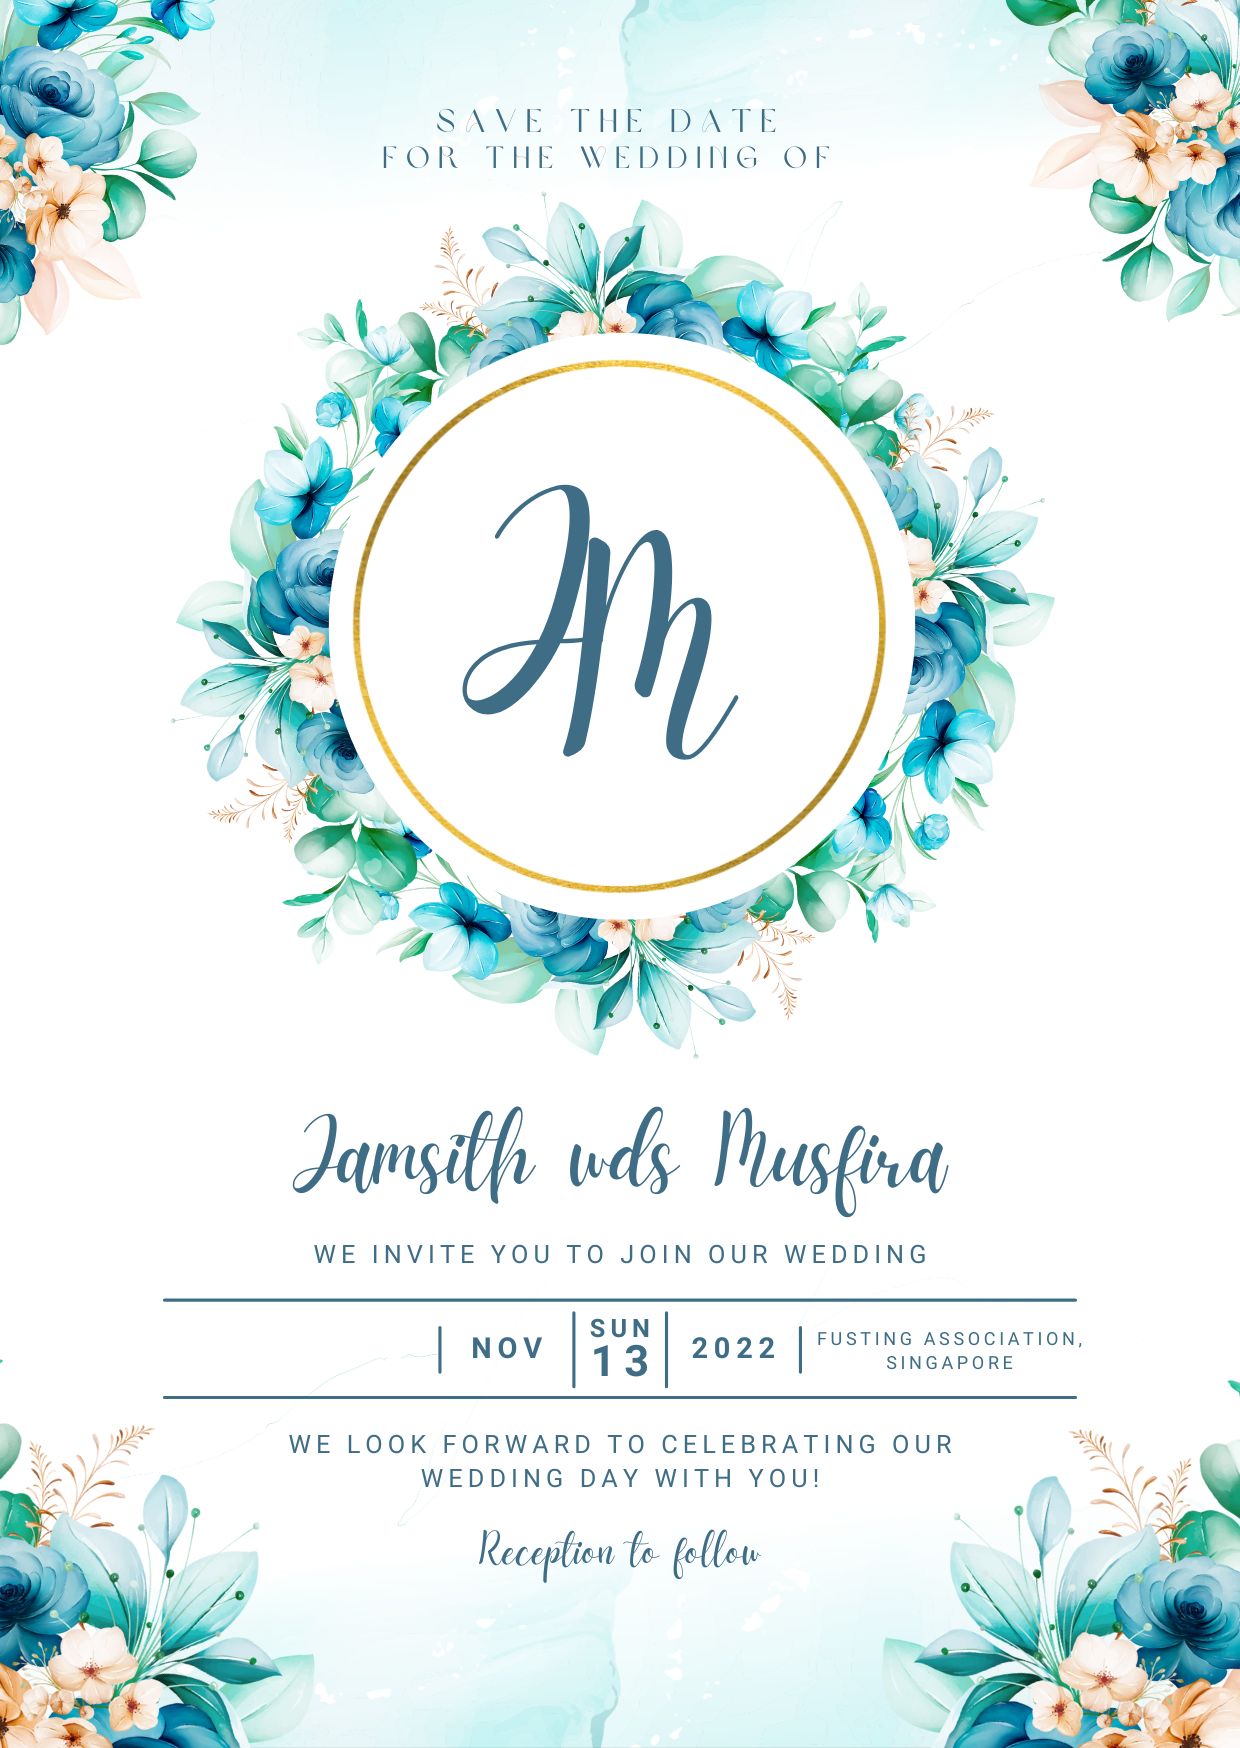 SAVE THE DATE
FOR THE WEDDING OF
JM
Jamsith wds Musfira
WE INVITE YOU TO JOIN OUR WEDDING
NOV
SUN
13
2022
FUSTING ASSOCIATION,
SINGAPORE
WE LOOK FORWARD TO CELEBRATING OUR
WEDDING DAY WITH YOU!
Reception to follow